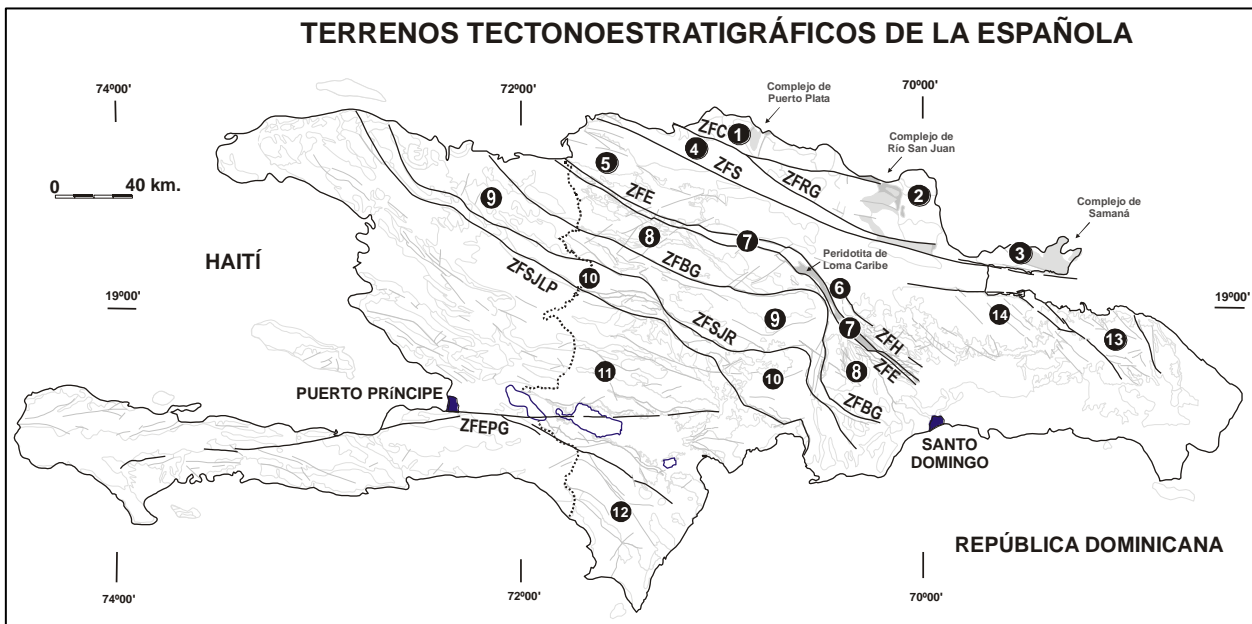 TERRENOS TECTONOESTRATIGRÁFICOS DE LA ESPAÑOLA
74º00'
72º00'
70º00'
Complejo de
Puerto Plata
Complejo de
Río San Juan
Complejo de
Samaná
Peridotita de
Loma Caribe
0 40 km.
HAITÍ
19º00'
19º00'
ZFC
1
4
ZFS
ZFRG
2
3
5
ZFE
9
8
7
ZFBG
6
10
ZFSJLP
ZFSJR
9
7
ZFH
ZFE
14
13
8
11
10
ZFBG
PUERTO PRíNCIPE
ZFEPG
SANTO
DOMINGO
12
REPÚBLICA DOMINICANA
74º00'
72º00'
70º00'